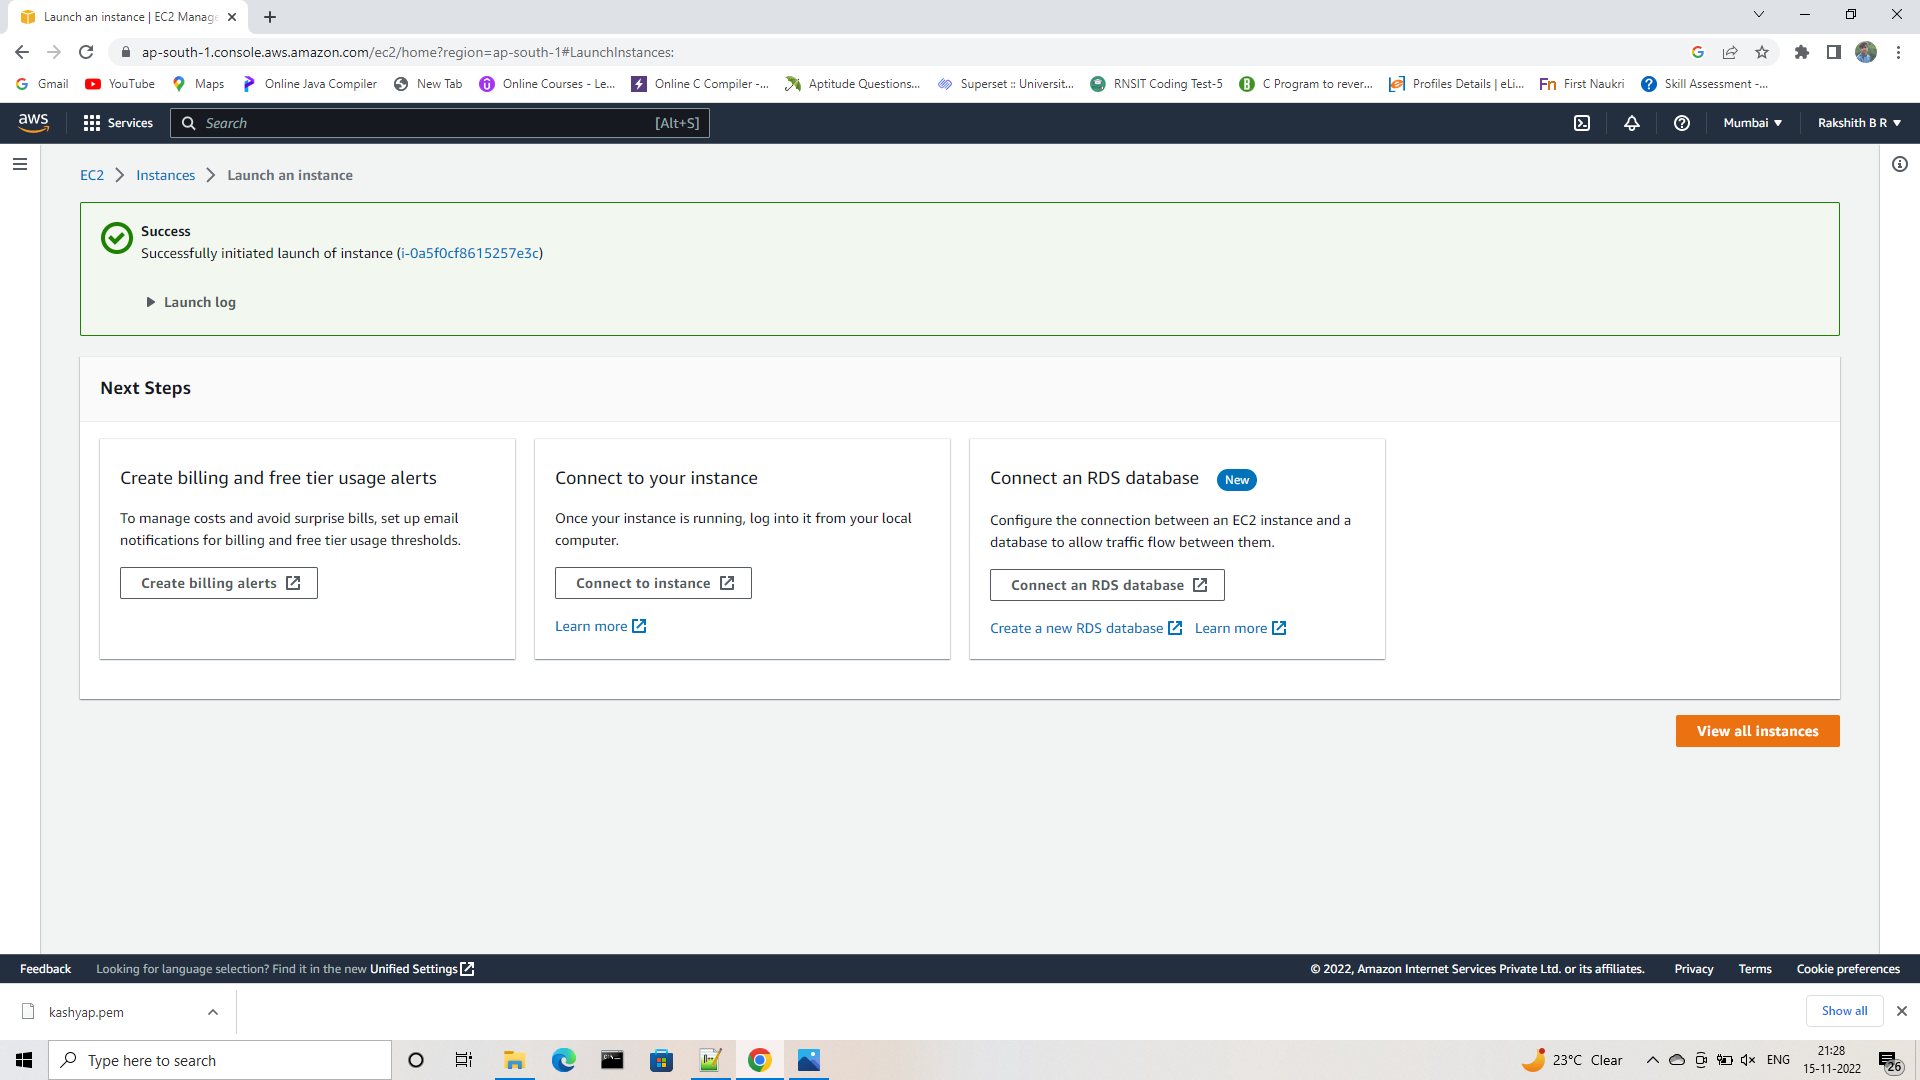 Launch an instance | EC2 Manage
ap-south-1.console.aws.amazon.com/ec2/home?region=ap-south-1#LaunchInstances:
Gmail YouTube Maps Online Java Compiler New Tab Online Courses - Le... Online C Compiler -... Aptitude Questions... Superset :: Universit... RNSIT Coding Test-5 C Program to rever... Profiles Details | eLi... Fn First Naukri Skill Assessment -...
aws Services Search [Alt+S] Mumbai Rakshith B R
EC2 Instances Launch an instance
Success
Successfully initiated launch of instance (i-0a5f0cf8615257e3c)
Launch log
Next Steps
Create billing and free tier usage alerts
To manage costs and avoid surprise bills, set up email
notifications for billing and free tier usage thresholds.
Create billing alerts
Connect to your instance
Once your instance is running, log into it from your local
computer.
Connect to instance
Learn more
Connect an RDS database New
Configure the connection between an EC2 instance and a
database to allow traffic flow between them.
Connect an RDS database
Create a new RDS database Learn more
View all instances
Feedback Looking for language selection? Find it in the new Unified Settings © 2022, Amazon Internet Services Private Ltd. or its affiliates. Privacy Terms Cookie preferences
kashyap.pem Show all
Type here to search 23°C Clear ENG 21:28
15-11-2022 26